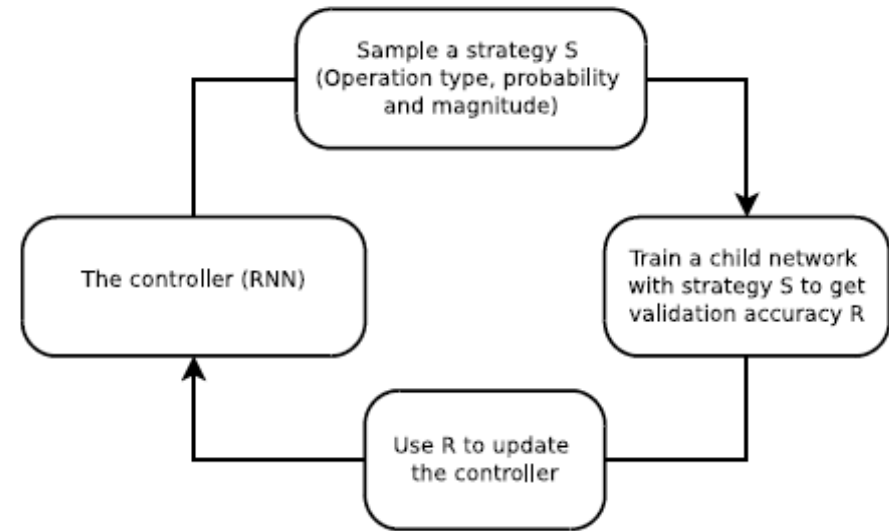 Sample a strategy S
(Operation type, probability
and magnitude)
The controller (RNN)
Train a child network
with strategy S to get
validation accuracy R
Use R to update
the controller